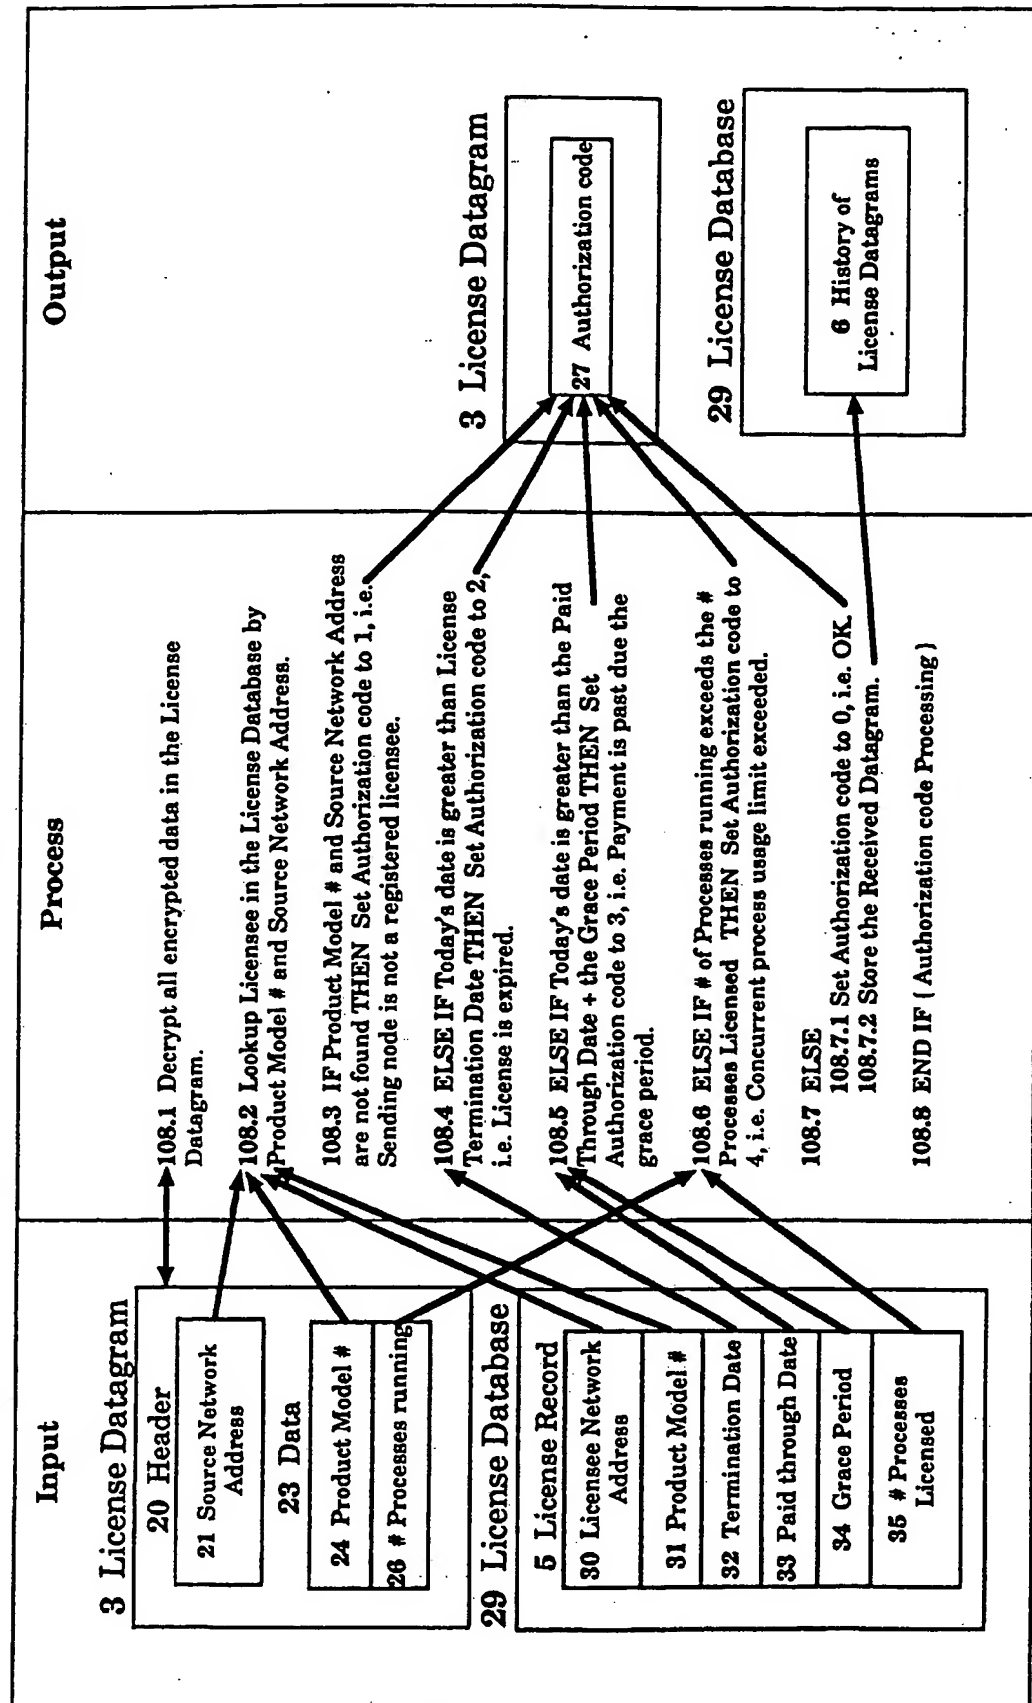 Input
3 License Datagram
20 Header
21 Source Network
Address
23 Data
24 Product Model #
26 # Processes running
29 License Database
5 License Record
30 Licensee Network
Address
31 Product Model #
32 Termination Date
33 Paid through Date
34 Grace Period
35 # Processes
Licensed
Process
108.1 Decrypt all encrypted data in the License
Datagram.
108.2 Lookup Licensee in the License Database by
Product Model # and Source Network Address.
108.3 IF Product Model # and Source Network Address
are not found THEN Set Authorization code to 1, i.e.
Sending node is not a registered licensee.
108.4 ELSE IF Today's date is greater than License
Termination Date THEN Set Authorization code to 2,
i.e. License is expired.
108.5 ELSE IF Today's date is greater than the Paid
Through Date + the Grace Period THEN Set
Authorization code to 3, i.e. Payment is past due the
grace period.
108.6 ELSE IF # of Processes running exceeds the #
Processes Licensed THEN Set Authorization code to
4, i.e. Concurrent process usage limit exceeded.
108.7 ELSE
108.7.1 Set Authorization code to 0, i.e. OK.
108.7.2 Store the Received Datagram.
108.8 END IF { Authorization code Processing }
Output
3 License Datagram
27 Authorization code
29 License Database
6 History of
License Datagrams